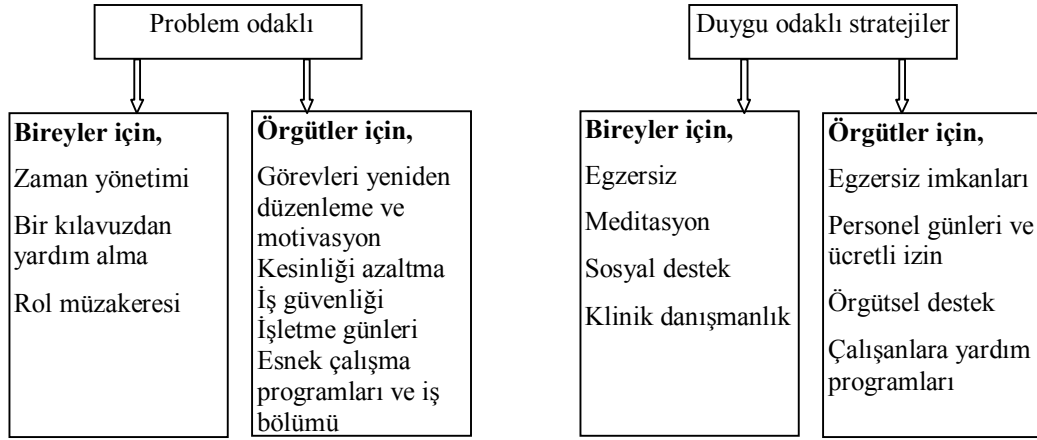 Problem odaklı
Bireyler için,
Zaman yönetimi
Bir kılavuzdan
yardım alma
Rol müzakeresi
Örgütler için,
Görevleri yeniden
düzenleme ve
motivasyon
Kesinliği azaltma
İş güvenliği
İşletme günleri
Esnek çalışma
programları ve iş
bölümü
Duygu odaklı stratejiler
Bireyler için,
Egzersiz
Meditasyon
Sosyal destek
Klinik danışmanlık
Örgütler için,
Egzersiz imkanları
Personel günleri ve
ücretli izin
Örgütsel destek
Çalışanlara yardım
programları